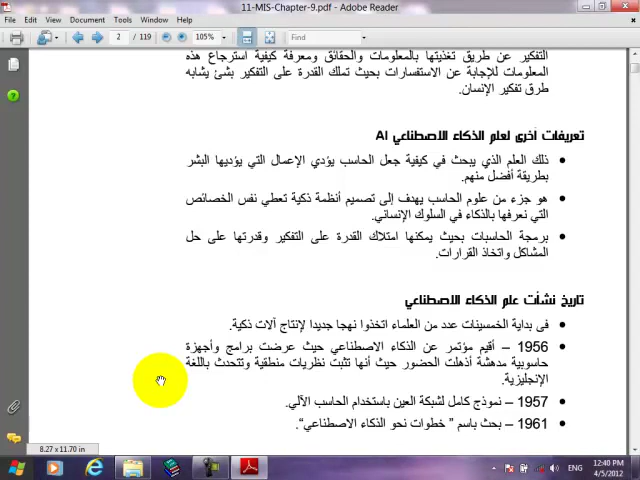 11-MIS-Chapter-9.pdf - Adobe Reader
File Edit View Document Tools Window Help
2 / 119 105% Find
التفكير عن طريق تغذيتها بالمعلومات والحقائق ومعرفة كيفية استرجاع هذه
المعلومات للإجابة عن الاستفسارات بحيث تملك القدرة على التفكير بشئ يشابه
طرق تفكير الإنسان.
تعريفات أخرى لعلم الذكاء الاصطناعي AI
• ذلك العلم الذي يبحث في كيفية جعل الحاسب يؤدي الإعمال التي يؤديها البشر
بطريقة أفضل منهم.
• هو جزء من علوم الحاسب يهدف إلى تصميم أنظمة ذكية تعطي نفس الخصائص
التي نعرفها بالذكاء في السلوك الإنساني.
• برمجة الحاسبات بحيث يمكنها امتلاك القدرة على التفكير وقدرتها على حل
المشاكل واتخاذ القرارات.
تاريخ نشأت علم الذكاء الاصطناعي
• فى بداية الخمسينات عدد من العلماء اتخذوا نهجا جديدا لإنتاج آلات ذكية.
• 1956 – أقيم مؤتمر عن الذكاء الاصطناعي حيث عرضت برامج وأجهزة
حاسوبية مدهشة أذهلت الحضور حيث أنها تثبت نظريات منطقية وتتحدث باللغة
الإنجليزية.
• 1957 – نموذج كامل لشبكة العين باستخدام الحاسب الآلي.
• 1961 – بحث باسم " خطوات نحو الذكاء الاصطناعي".
8.27 x 11.70 in
ENG
12:40 PM
4/5/2012